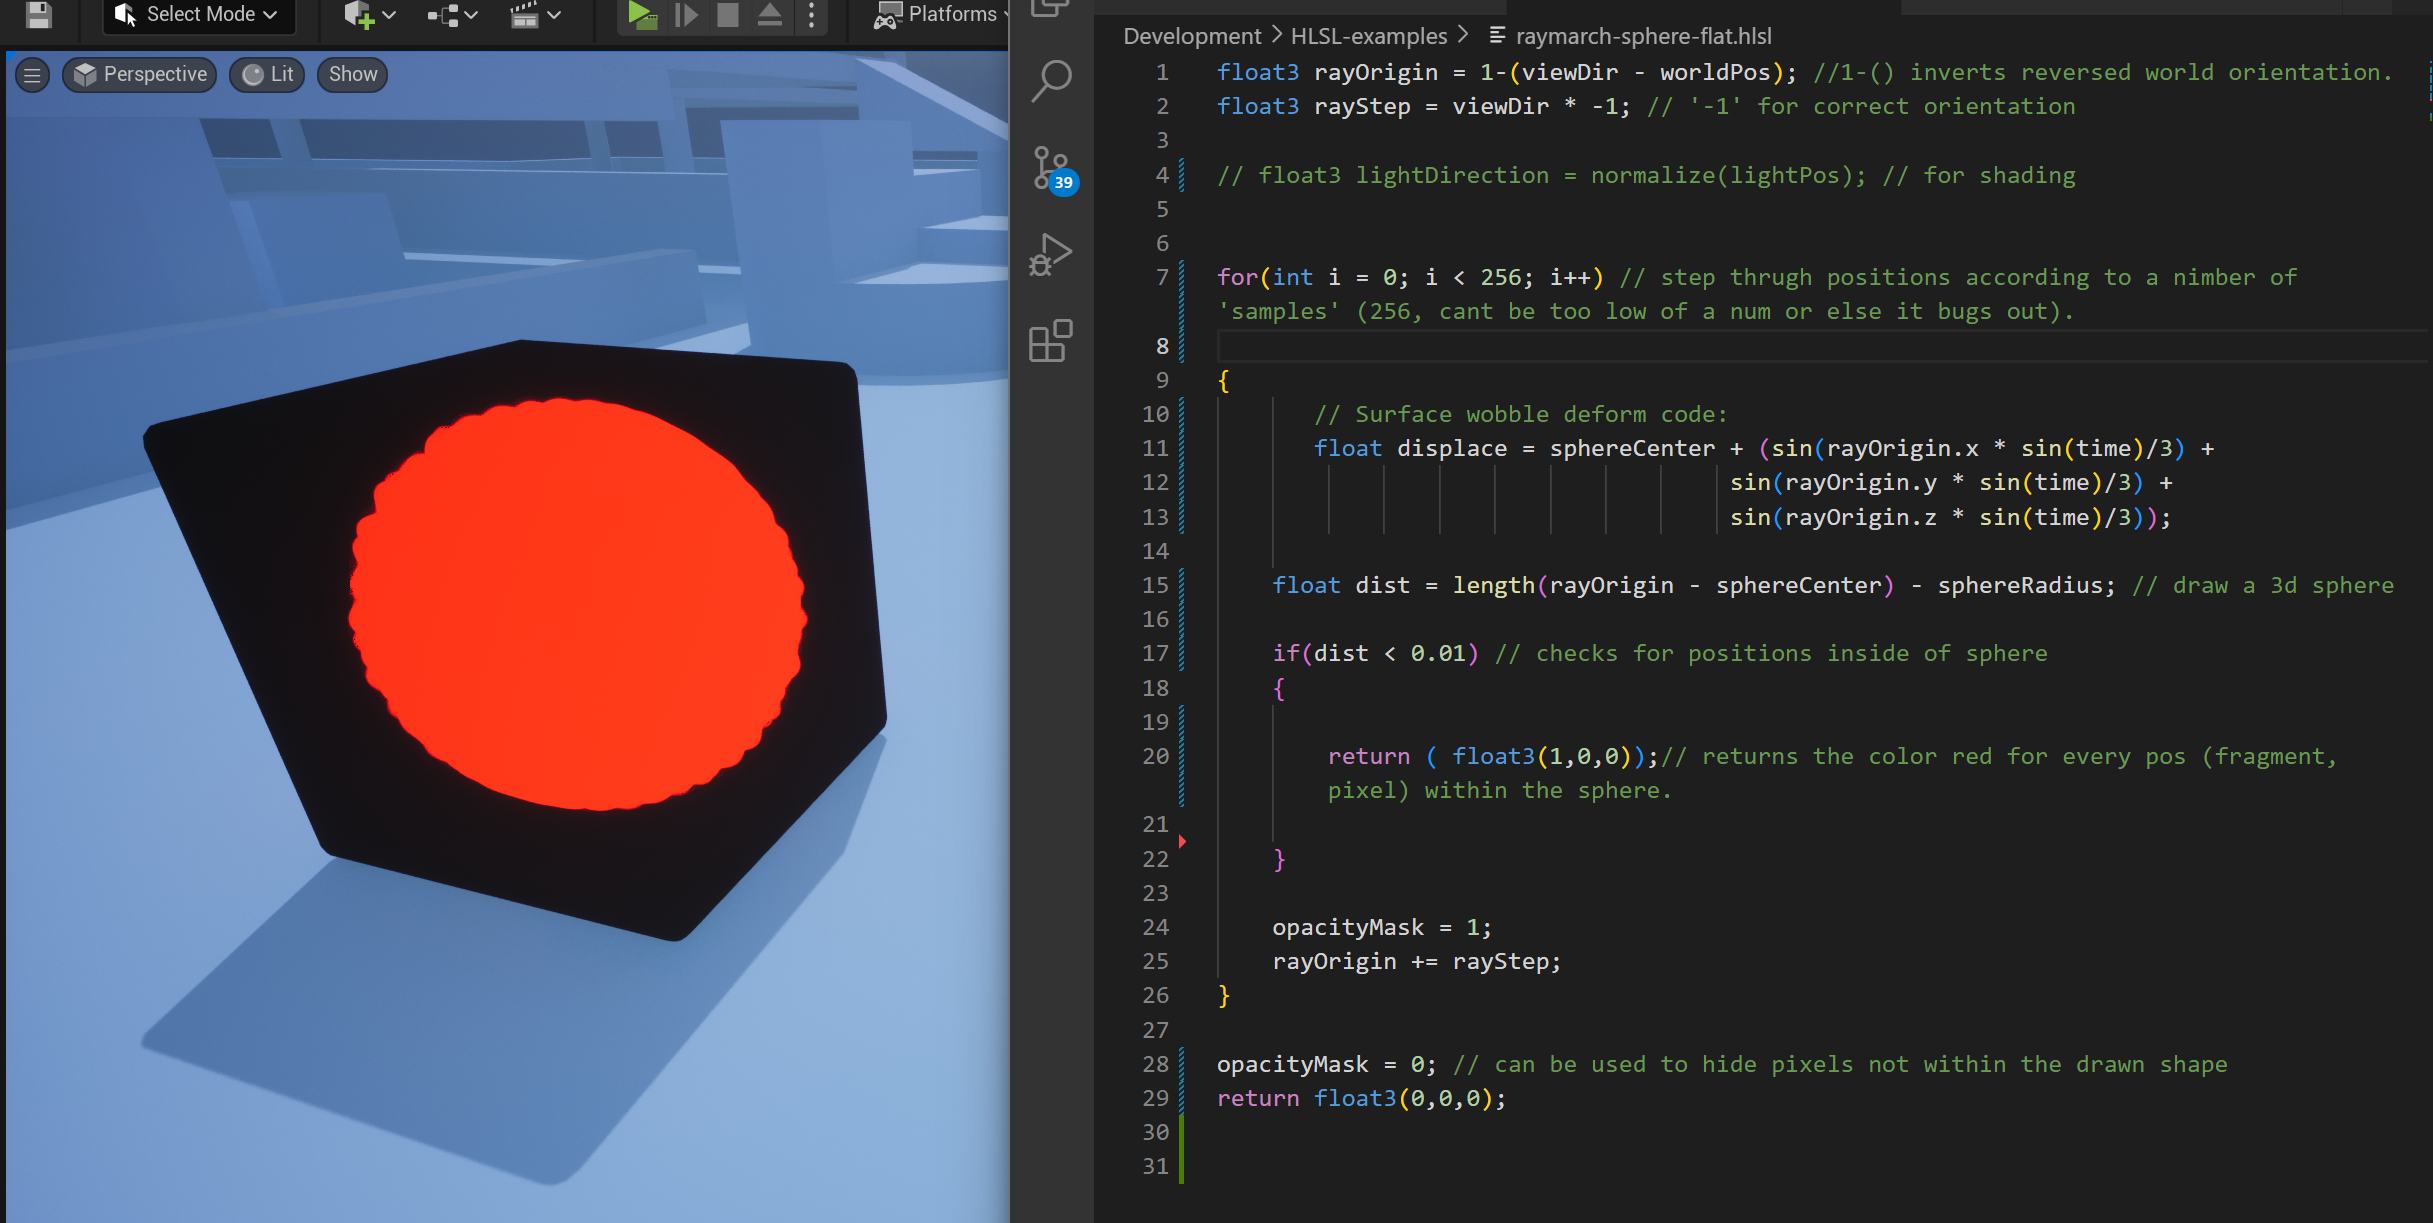 Select Mode
Platforms
Perspective
Lit
Show
39
Development > HLSL-examples > raymarch-sphere-flat.hlsl
1 float3 rayOrigin = 1-(viewDir - worldPos); //1-() inverts reversed world orientation.
2 float3 rayStep = viewDir * -1; // '-1' for correct orientation
3
4 // float3 lightDirection = normalize(lightPos); // for shading
5
6
7 for(int i = 0; i < 256; i++) // step thrugh positions according to a nimber of
'samples' (256, cant be too low of a num or else it bugs out).
8
9 {
10 // Surface wobble deform code:
11 float displace = sphereCenter + (sin(rayOrigin.x * sin(time)/3) +
12 sin(rayOrigin.y * sin(time)/3) +
13 sin(rayOrigin.z * sin(time)/3));
14
15 float dist = length(rayOrigin - sphereCenter) - sphereRadius; // draw a 3d sphere
16
17 if(dist < 0.01) // checks for positions inside of sphere
18 {
19
20 return ( float3(1,0,0));// returns the color red for every pos (fragment,
pixel) within the sphere.
21
22 }
23
24 opacityMask = 1;
25 rayOrigin += rayStep;
26 }
27
28 opacityMask = 0; // can be used to hide pixels not within the drawn shape
29 return float3(0,0,0);
30
31